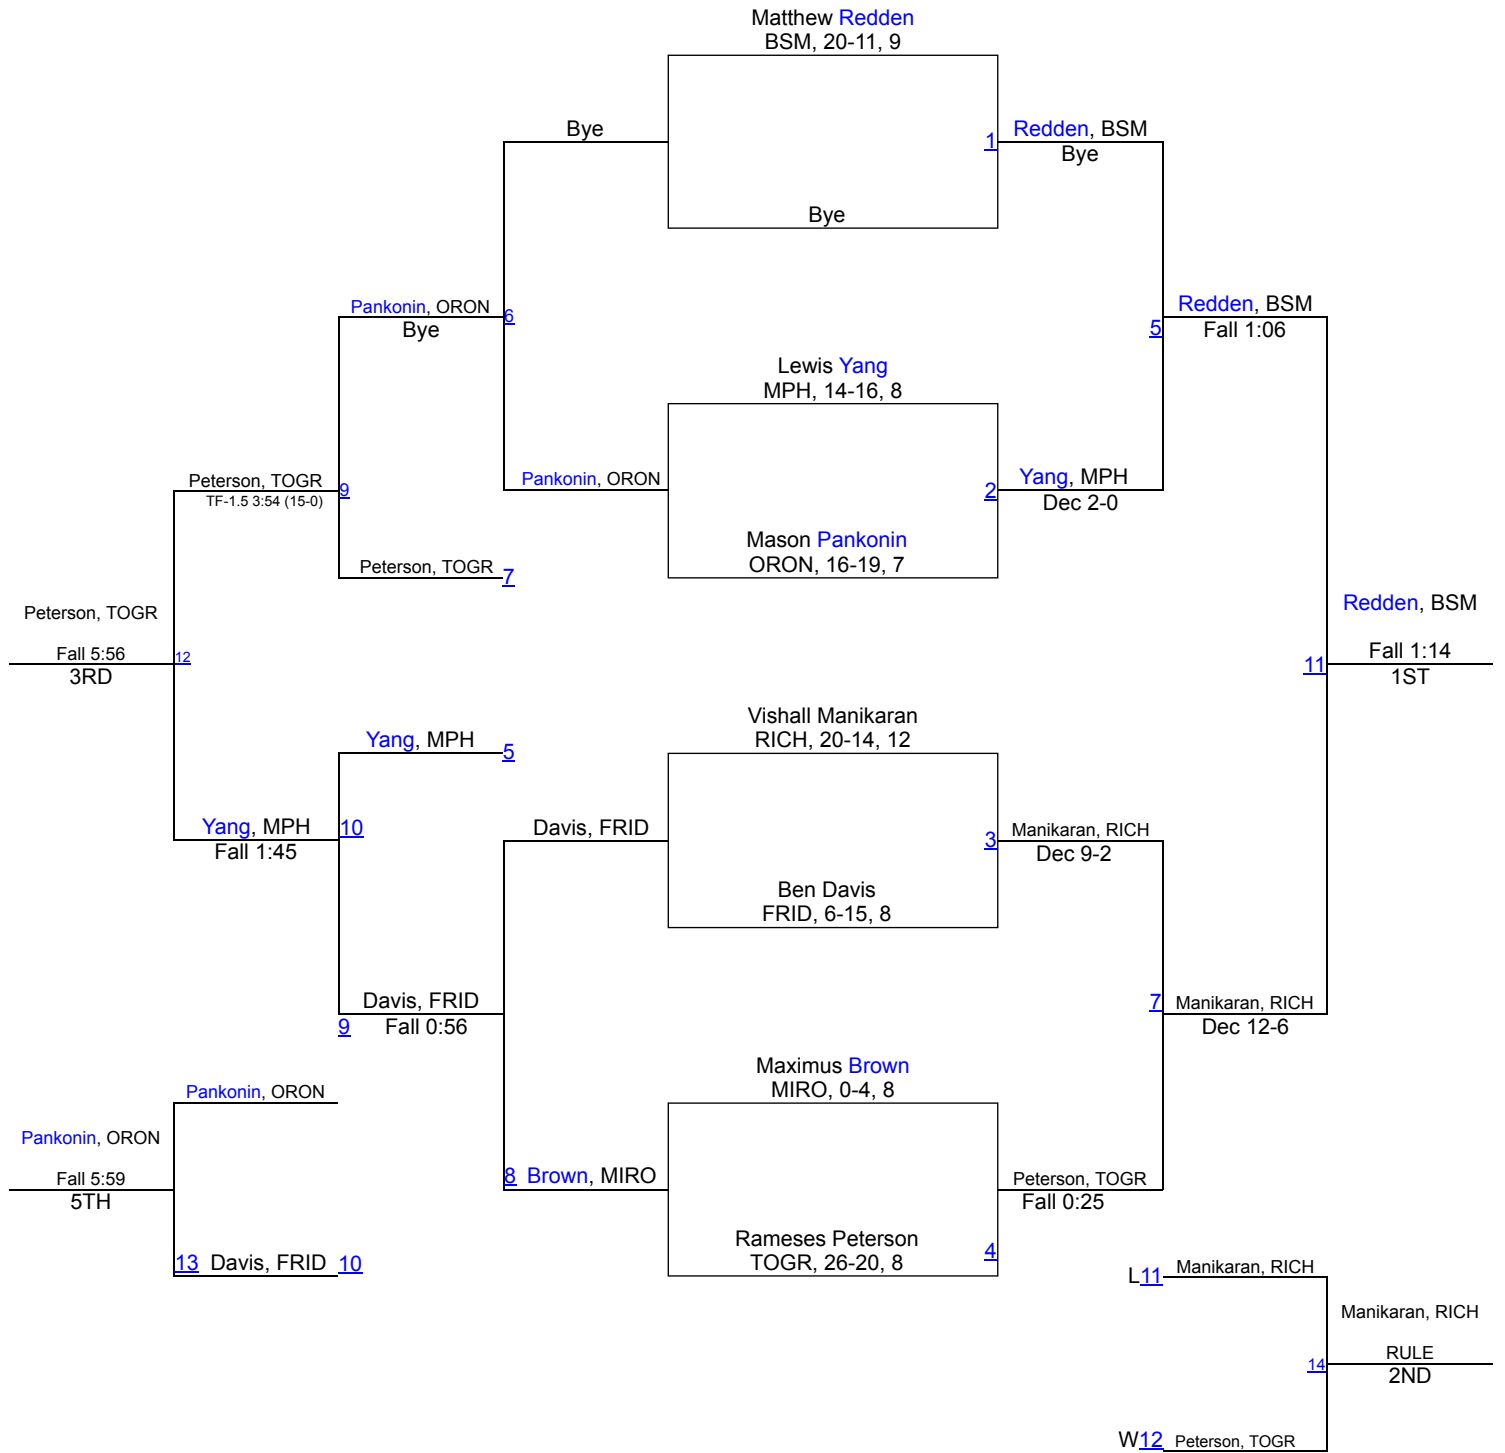 Matthew Redden
BSM, 20-11, 9
Bye
1
Redden, BSM
Bye
Bye
Pankonin, ORON
Bye
6
Redden, BSM
5
Fall 1:06
Lewis Yang
MPH, 14-16, 8
Peterson, TOGR
TF-1.5 3:54 (15-0)
9
Pankonin, ORON
2
Yang, MPH
Dec 2-0
Mason Pankonin
ORON, 16-19, 7
Peterson, TOGR
7
Peterson, TOGR
Fall 5:56
3RD
12
Redden, BSM
11
Fall 1:14
1ST
Vishall Manikaran
RICH, 20-14, 12
Yang, MPH
5
Yang, MPH
Fall 1:45
10
Davis, FRID
3
Manikaran, RICH
Dec 9-2
Ben Davis
FRID, 6-15, 8
Davis, FRID
9
Fall 0:56
7
Manikaran, RICH
Dec 12-6
Maximus Brown
MIRO, 0-4, 8
Pankonin, ORON
Pankonin, ORON
Fall 5:59
5TH
8
Brown, MIRO
Peterson, TOGR
Fall 0:25
Rameses Peterson
TOGR, 26-20, 8
4
13
Davis, FRID
10
L11
Manikaran, RICH
Manikaran, RICH
14
RULE
2ND
W12
Peterson, TOGR